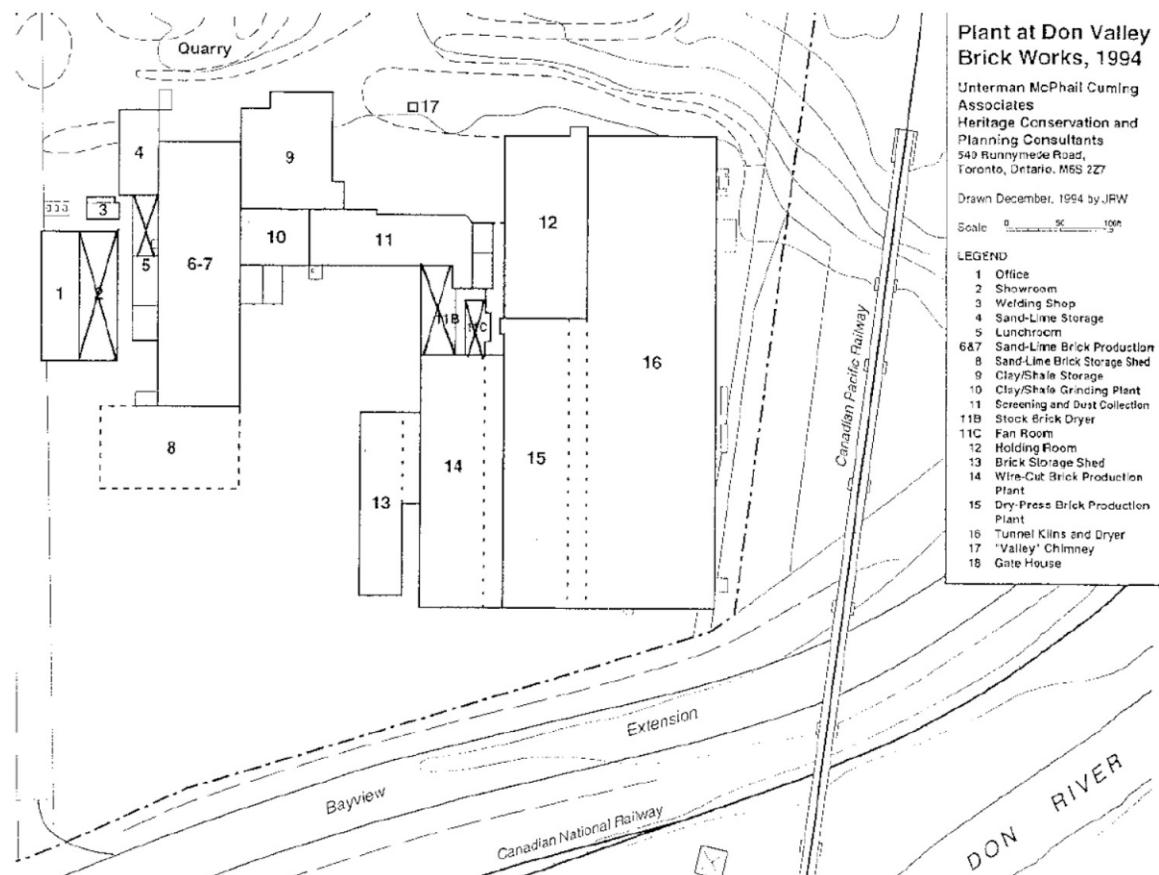 Plant at Don Valley
Brick Works, 1994
Unterman McPhail Cuming
Associates
Heritage Conservation and
Planning Consultants
540 Runnymede Road,
Toronto, Ontario. M6S 2Z7
Drawn December, 1994 by JRW
Scale 0 50 100ft
LEGEND
1 Office
2 Showroom
3 Welding Shop
4 Sand-Lime Storage
5 Lunchroom
6&7 Sand-Lime Brick Production
8 Sand-Lime Brick Storage Shed
9 Clay/Shale Storage
10 Clay/Shale Grinding Plant
11 Screening and Dust Collection
11B Stock Brick Dryer
11C Fan Room
12 Holding Room
13 Brick Storage Shed
14 Wire-Cut Brick Production
Plant
15 Dry-Press Brick Production
Plant
16 Tunnel Kilns and Dryer
17 "Valley" Chimney
18 Gate House
Quarry
17
4
9
3
12
10
11
5
6-7
1
2
11B
11C
16
8
13
14
15
Canadian Pacific Railway
Extension
Bayview
Canadian National Railway
DON RIVER